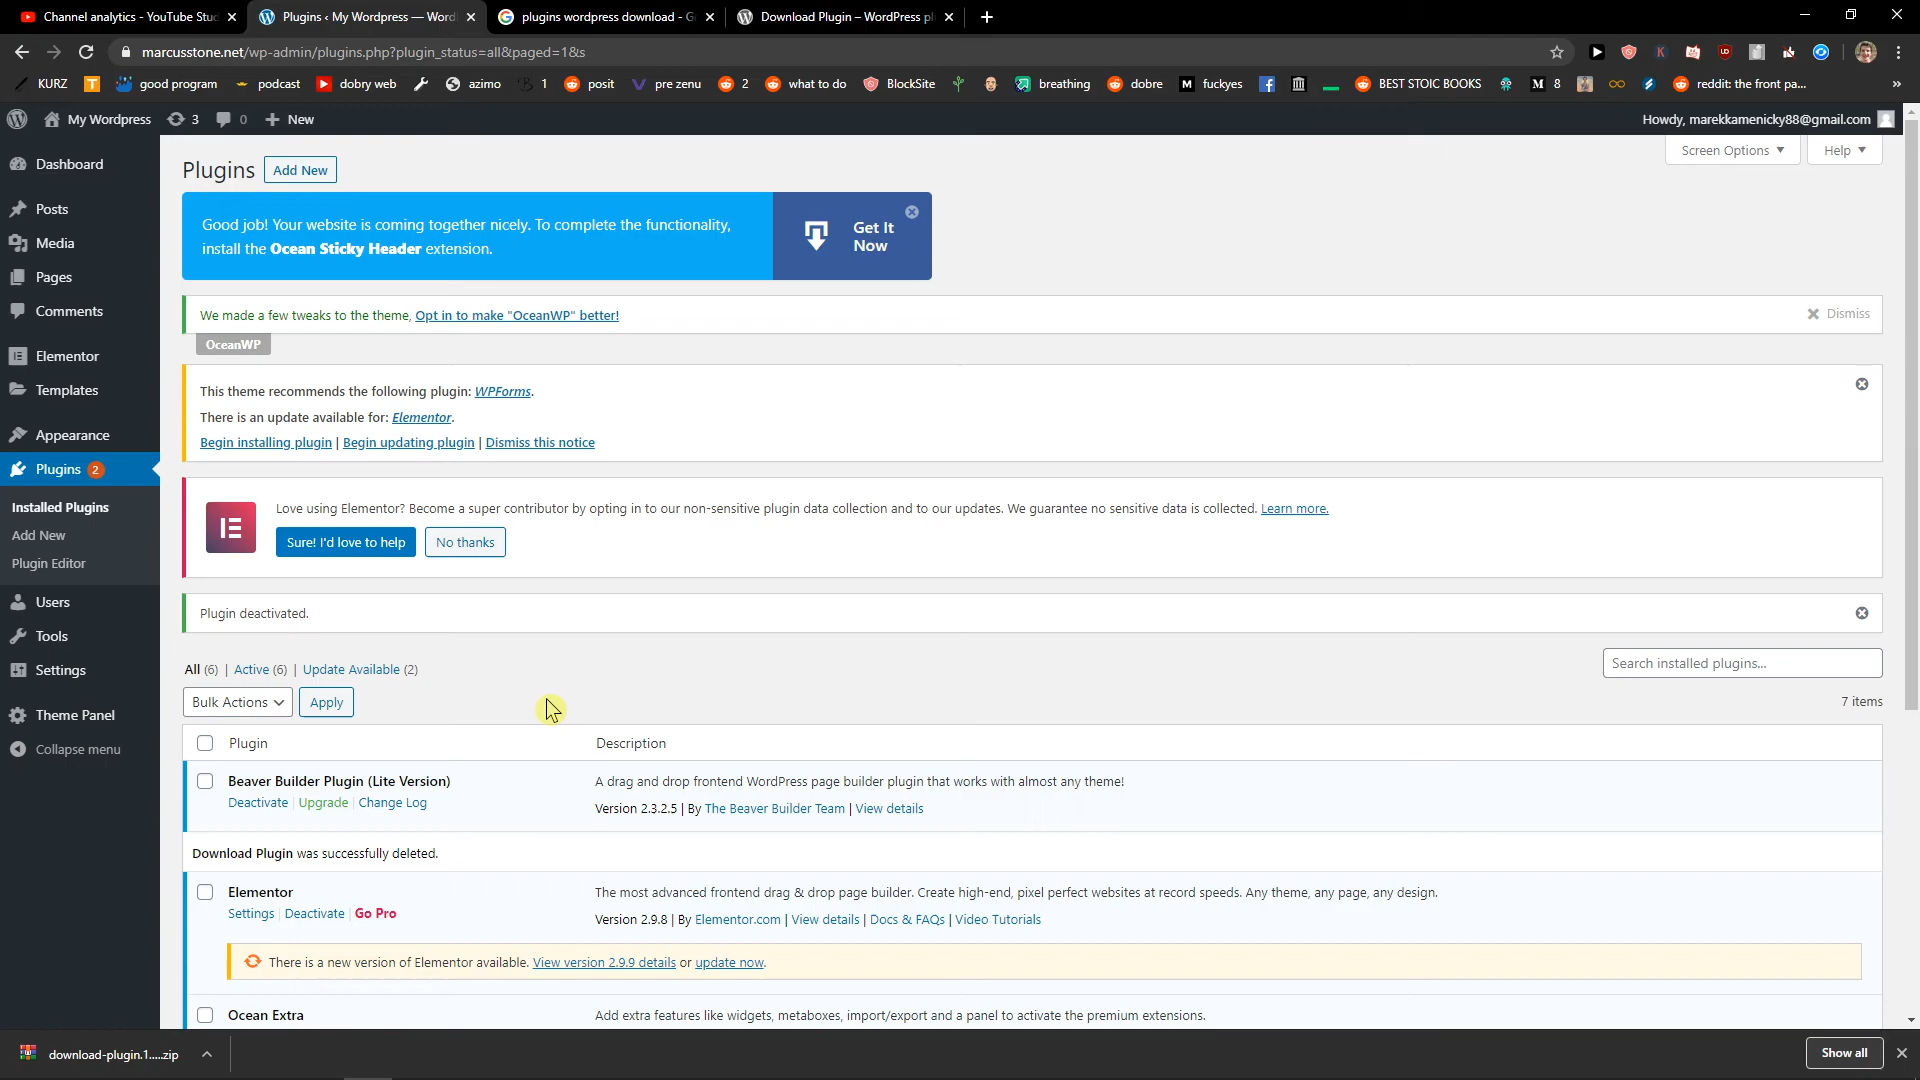 Channel analytics - YouTube Stud
Plugins ‹ My Wordpress — Word
plugins wordpress download - G
Download Plugin – WordPress pl
marcusstone.net/wp-admin/plugins.php?plugin_status=all&paged=1&s
KURZ
good program
podcast
dobry web
azimo
1
posit
pre zenu
2
what to do
BlockSite
breathing
dobre
fuckyes
BEST STOIC BOOKS
8
reddit: the front pa...
»
My Wordpress
3
0
New
Howdy, marekkamenicky88@gmail.com
Screen Options
Help
Dashboard
Posts
Media
Pages
Comments
Elementor
Templates
Appearance
Plugins 2
Installed Plugins
Add New
Plugin Editor
Users
Tools
Settings
Theme Panel
Collapse menu
Plugins
Add New
Good job! Your website is coming together nicely. To complete the functionality,
install the Ocean Sticky Header extension.
Get It
Now
We made a few tweaks to the theme, Opt in to make "OceanWP" better!
Dismiss
OceanWP
This theme recommends the following plugin: WPForms.
There is an update available for: Elementor.
Begin installing plugin | Begin updating plugin | Dismiss this notice
Love using Elementor? Become a super contributor by opting in to our non-sensitive plugin data collection and to our updates. We guarantee no sensitive data is collected. Learn more.
Sure! I'd love to help
No thanks
Plugin deactivated.
All (6) | Active (6) | Update Available (2)
Search installed plugins...
Bulk Actions
Apply
7 items
Plugin
Description
Beaver Builder Plugin (Lite Version)
A drag and drop frontend WordPress page builder plugin that works with almost any theme!
Deactivate | Upgrade | Change Log
Version 2.3.2.5 | By The Beaver Builder Team | View details
Download Plugin was successfully deleted.
Elementor
The most advanced frontend drag & drop page builder. Create high-end, pixel perfect websites at record speeds. Any theme, any page, any design.
Settings | Deactivate | Go Pro
Version 2.9.8 | By Elementor.com | View details | Docs & FAQs | Video Tutorials
There is a new version of Elementor available. View version 2.9.9 details or update now.
Ocean Extra
Add extra features like widgets, metaboxes, import/export and a panel to activate the premium extensions.
download-plugin.1.....zip
Show all